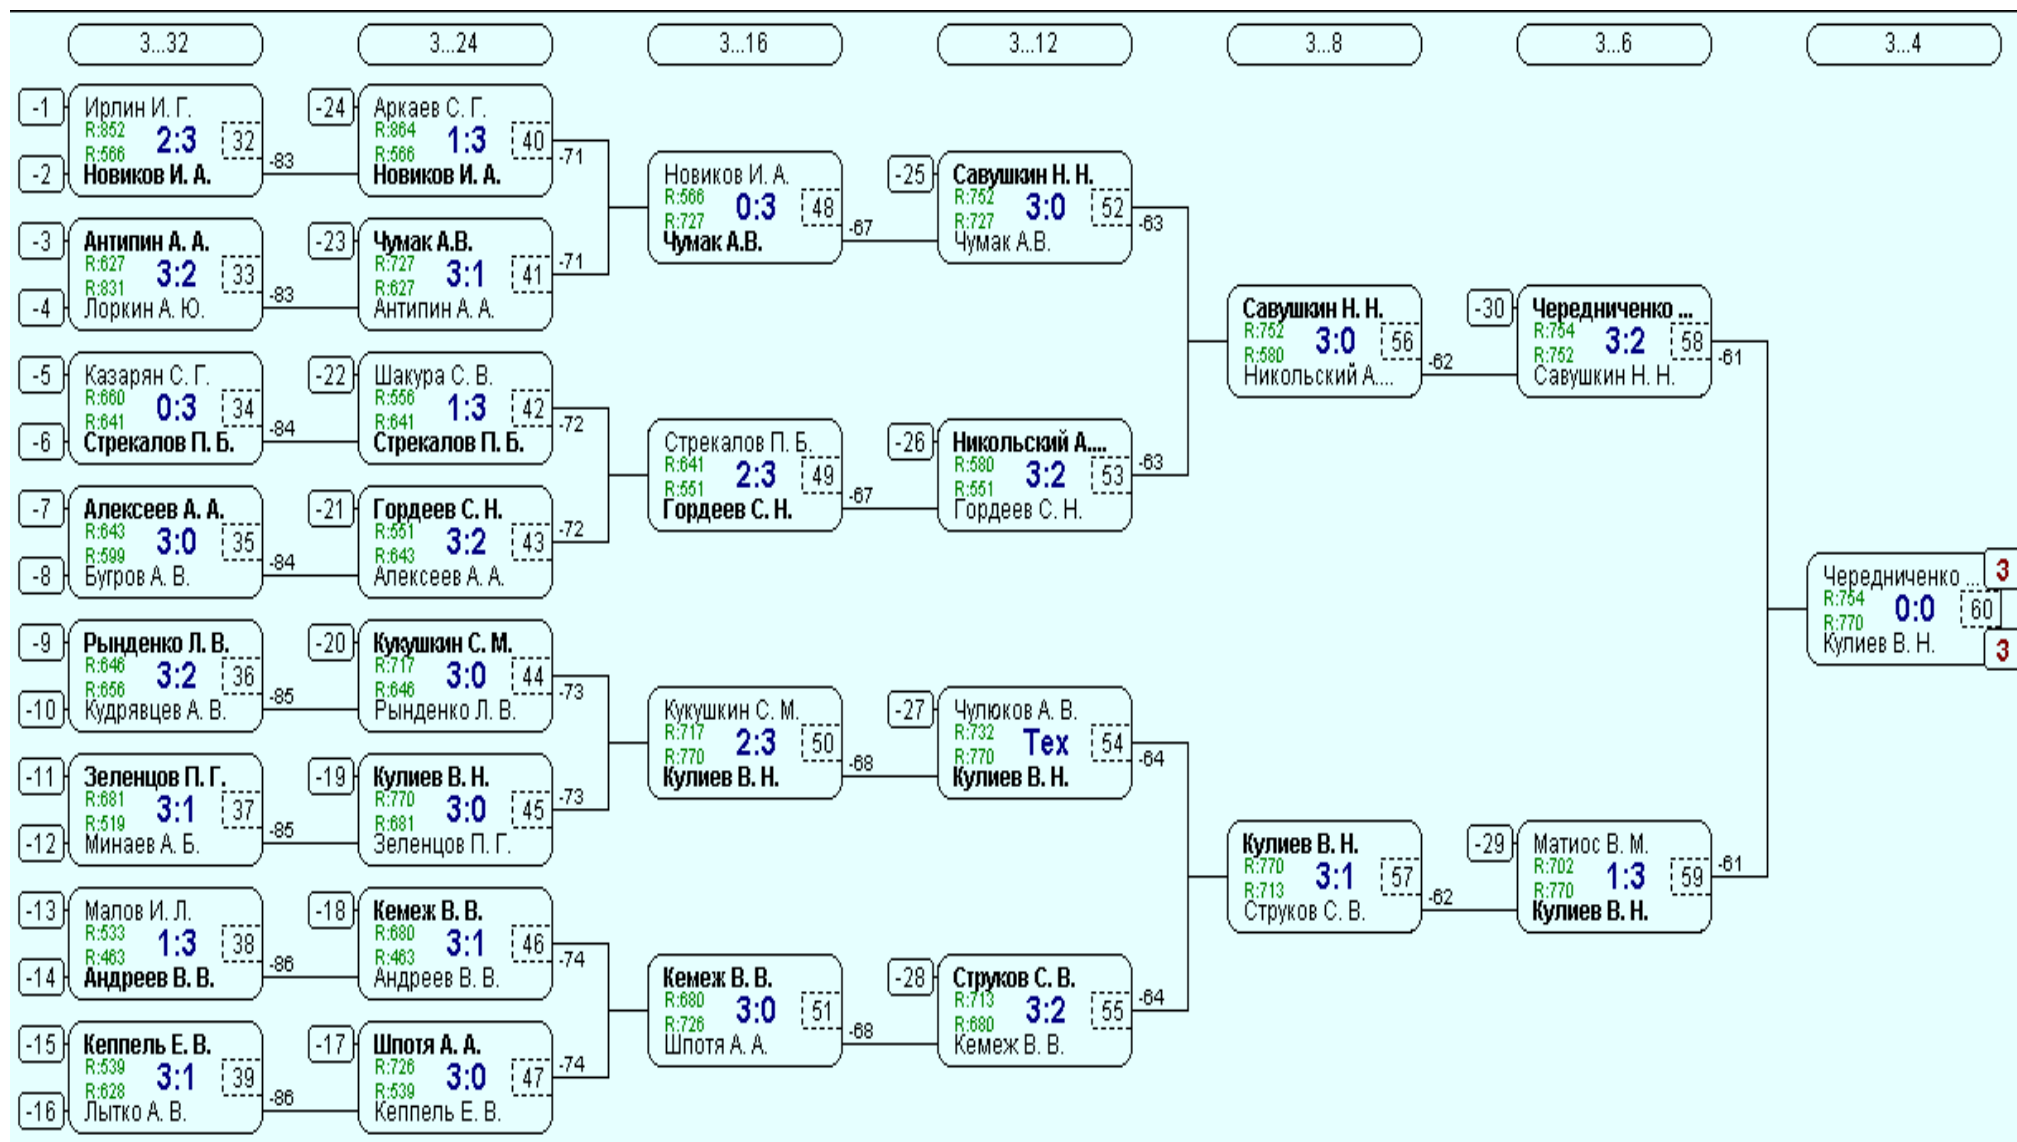 3...32
3...24
3...16
3...12
3...8
3...6
3...4
-1
Ирлин И. Г.
R:852
2:3
32
R:566
-2
Новиков И. А.
-83
-3
Антипин А. А.
R:627
3:2
33
R:831
-4
Лоркин А. Ю.
-83
-5
Казарян С. Г.
R:660
0:3
34
R:641
-6
Стрекалов П. Б.
-84
-7
Алексеев А. А.
R:643
3:0
35
R:599
-8
Бугров А. В.
-84
-9
Рынденко Л. В.
R:646
3:2
36
R:656
-10
Кудрявцев А. В.
-85
-11
Зеленцов П. Г.
R:681
3:1
37
R:519
-12
Минаев А. Б.
-85
-13
Малов И. Л.
R:533
1:3
38
R:463
-14
Андреев В. В.
-86
-15
Кеппель Е. В.
R:539
3:1
39
R:628
-16
Лытко А. В.
-86
-24
Аркаев С. Г.
R:864
1:3
40
R:566
Новиков И. А.
-71
-23
Чумак А.В.
R:727
3:1
41
R:627
Антипин А. А.
-71
-22
Шакура С. В.
R:556
1:3
42
R:641
Стрекалов П. Б.
-72
-21
Гордеев С. Н.
R:551
3:2
43
R:643
Алексеев А. А.
-72
-20
Кукушкин С. М.
R:717
3:0
44
R:646
Рынденко Л. В.
-73
-19
Кулиев В. Н.
R:770
3:0
45
R:681
Зеленцов П. Г.
-73
-18
Кемеж В. В.
R:680
3:1
46
R:463
Андреев В. В.
-74
-17
Шпотя А. А.
R:726
3:0
47
R:539
Кеппель Е. В.
-74
Новиков И. А.
R:566
0:3
48
R:727
Чумак А.В.
-67
Стрекалов П. Б.
R:641
2:3
49
R:551
Гордеев С. Н.
-67
Кукушкин С. М.
R:717
2:3
50
R:770
Кулиев В. Н.
-68
Кемеж В. В.
R:680
3:0
51
R:726
Шпотя А. А.
-68
-25
Савушкин Н. Н.
R:752
3:0
52
R:727
Чумак А.В.
-63
-26
Никольский А....
R:580
3:2
53
R:551
Гордеев С. Н.
-63
-27
Чулюков А. В.
R:732
Тех
54
R:770
Кулиев В. Н.
-64
-28
Струков С. В.
R:713
3:2
55
R:680
Кемеж В. В.
-64
Савушкин Н. Н.
R:752
3:0
56
R:580
Никольский А....
-62
Кулиев В. Н.
R:770
3:1
57
R:713
Струков С. В.
-62
-30
Чередниченко ...
R:754
3:2
58
R:752
Савушкин Н. Н.
-61
-29
Матиос В. М.
R:702
1:3
59
R:770
Кулиев В. Н.
-61
Чередниченко ...
3
R:754
0:0
60
R:770
Кулиев В. Н.
3